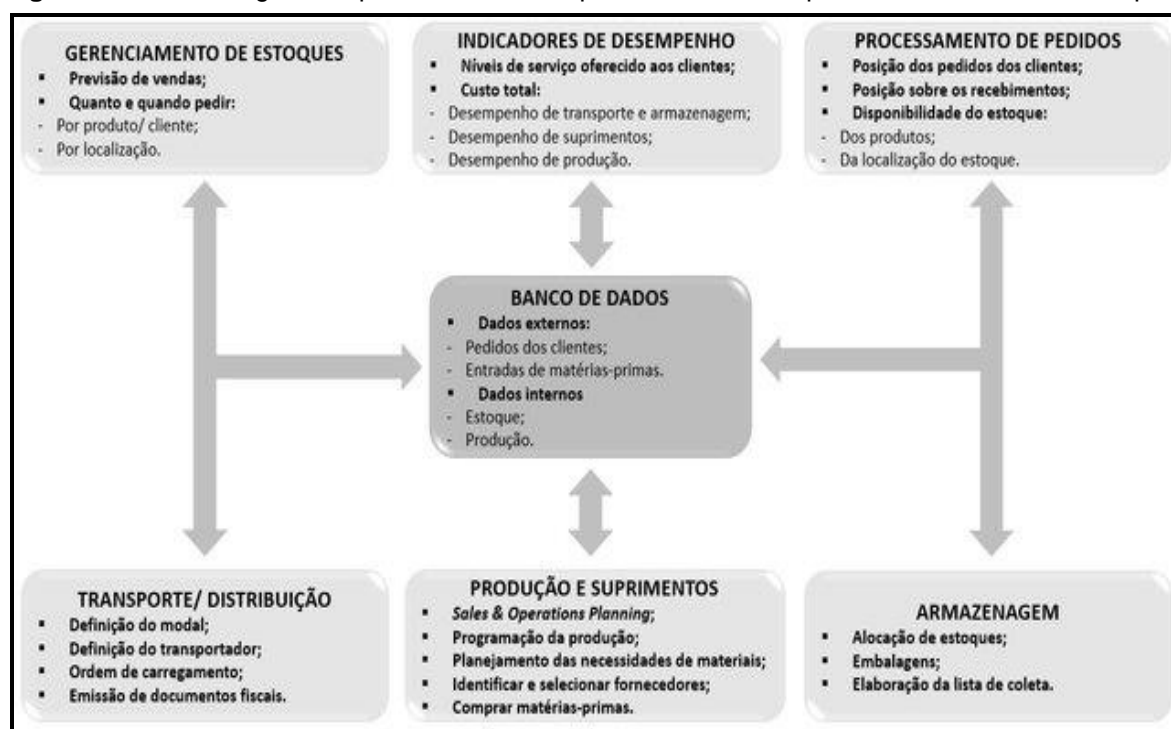 GERENCIAMENTO DE ESTOQUES
▪ Previsão de vendas;
▪ Quanto e quando pedir:
- Por produto/ cliente;
- Por localização.
INDICADORES DE DESEMPENHO
▪ Níveis de serviço oferecido aos clientes;
▪ Custo total:
- Desempenho de transporte e armazenagem;
- Desempenho de suprimentos;
- Desempenho de produção.
PROCESSAMENTO DE PEDIDOS
▪ Posição dos pedidos dos clientes;
▪ Posição sobre os recebimentos;
▪ Disponibilidade do estoque:
- Dos produtos;
- Da localização do estoque.
BANCO DE DADOS
▪ Dados externos:
- Pedidos dos clientes;
- Entradas de matérias-primas.
▪ Dados internos
- Estoque;
- Produção.
TRANSPORTE/ DISTRIBUIÇÃO
▪ Definição do modal;
▪ Definição do transportador;
▪ Ordem de carregamento;
▪ Emissão de documentos fiscais.
PRODUÇÃO E SUPRIMENTOS
▪ Sales & Operations Planning;
▪ Programação da produção;
▪ Planejamento das necessidades de materiais;
▪ Identificar e selecionar fornecedores;
▪ Comprar matérias-primas.
ARMAZENAGEM
▪ Alocação de estoques;
▪ Embalagens;
▪ Elaboração da lista de coleta.